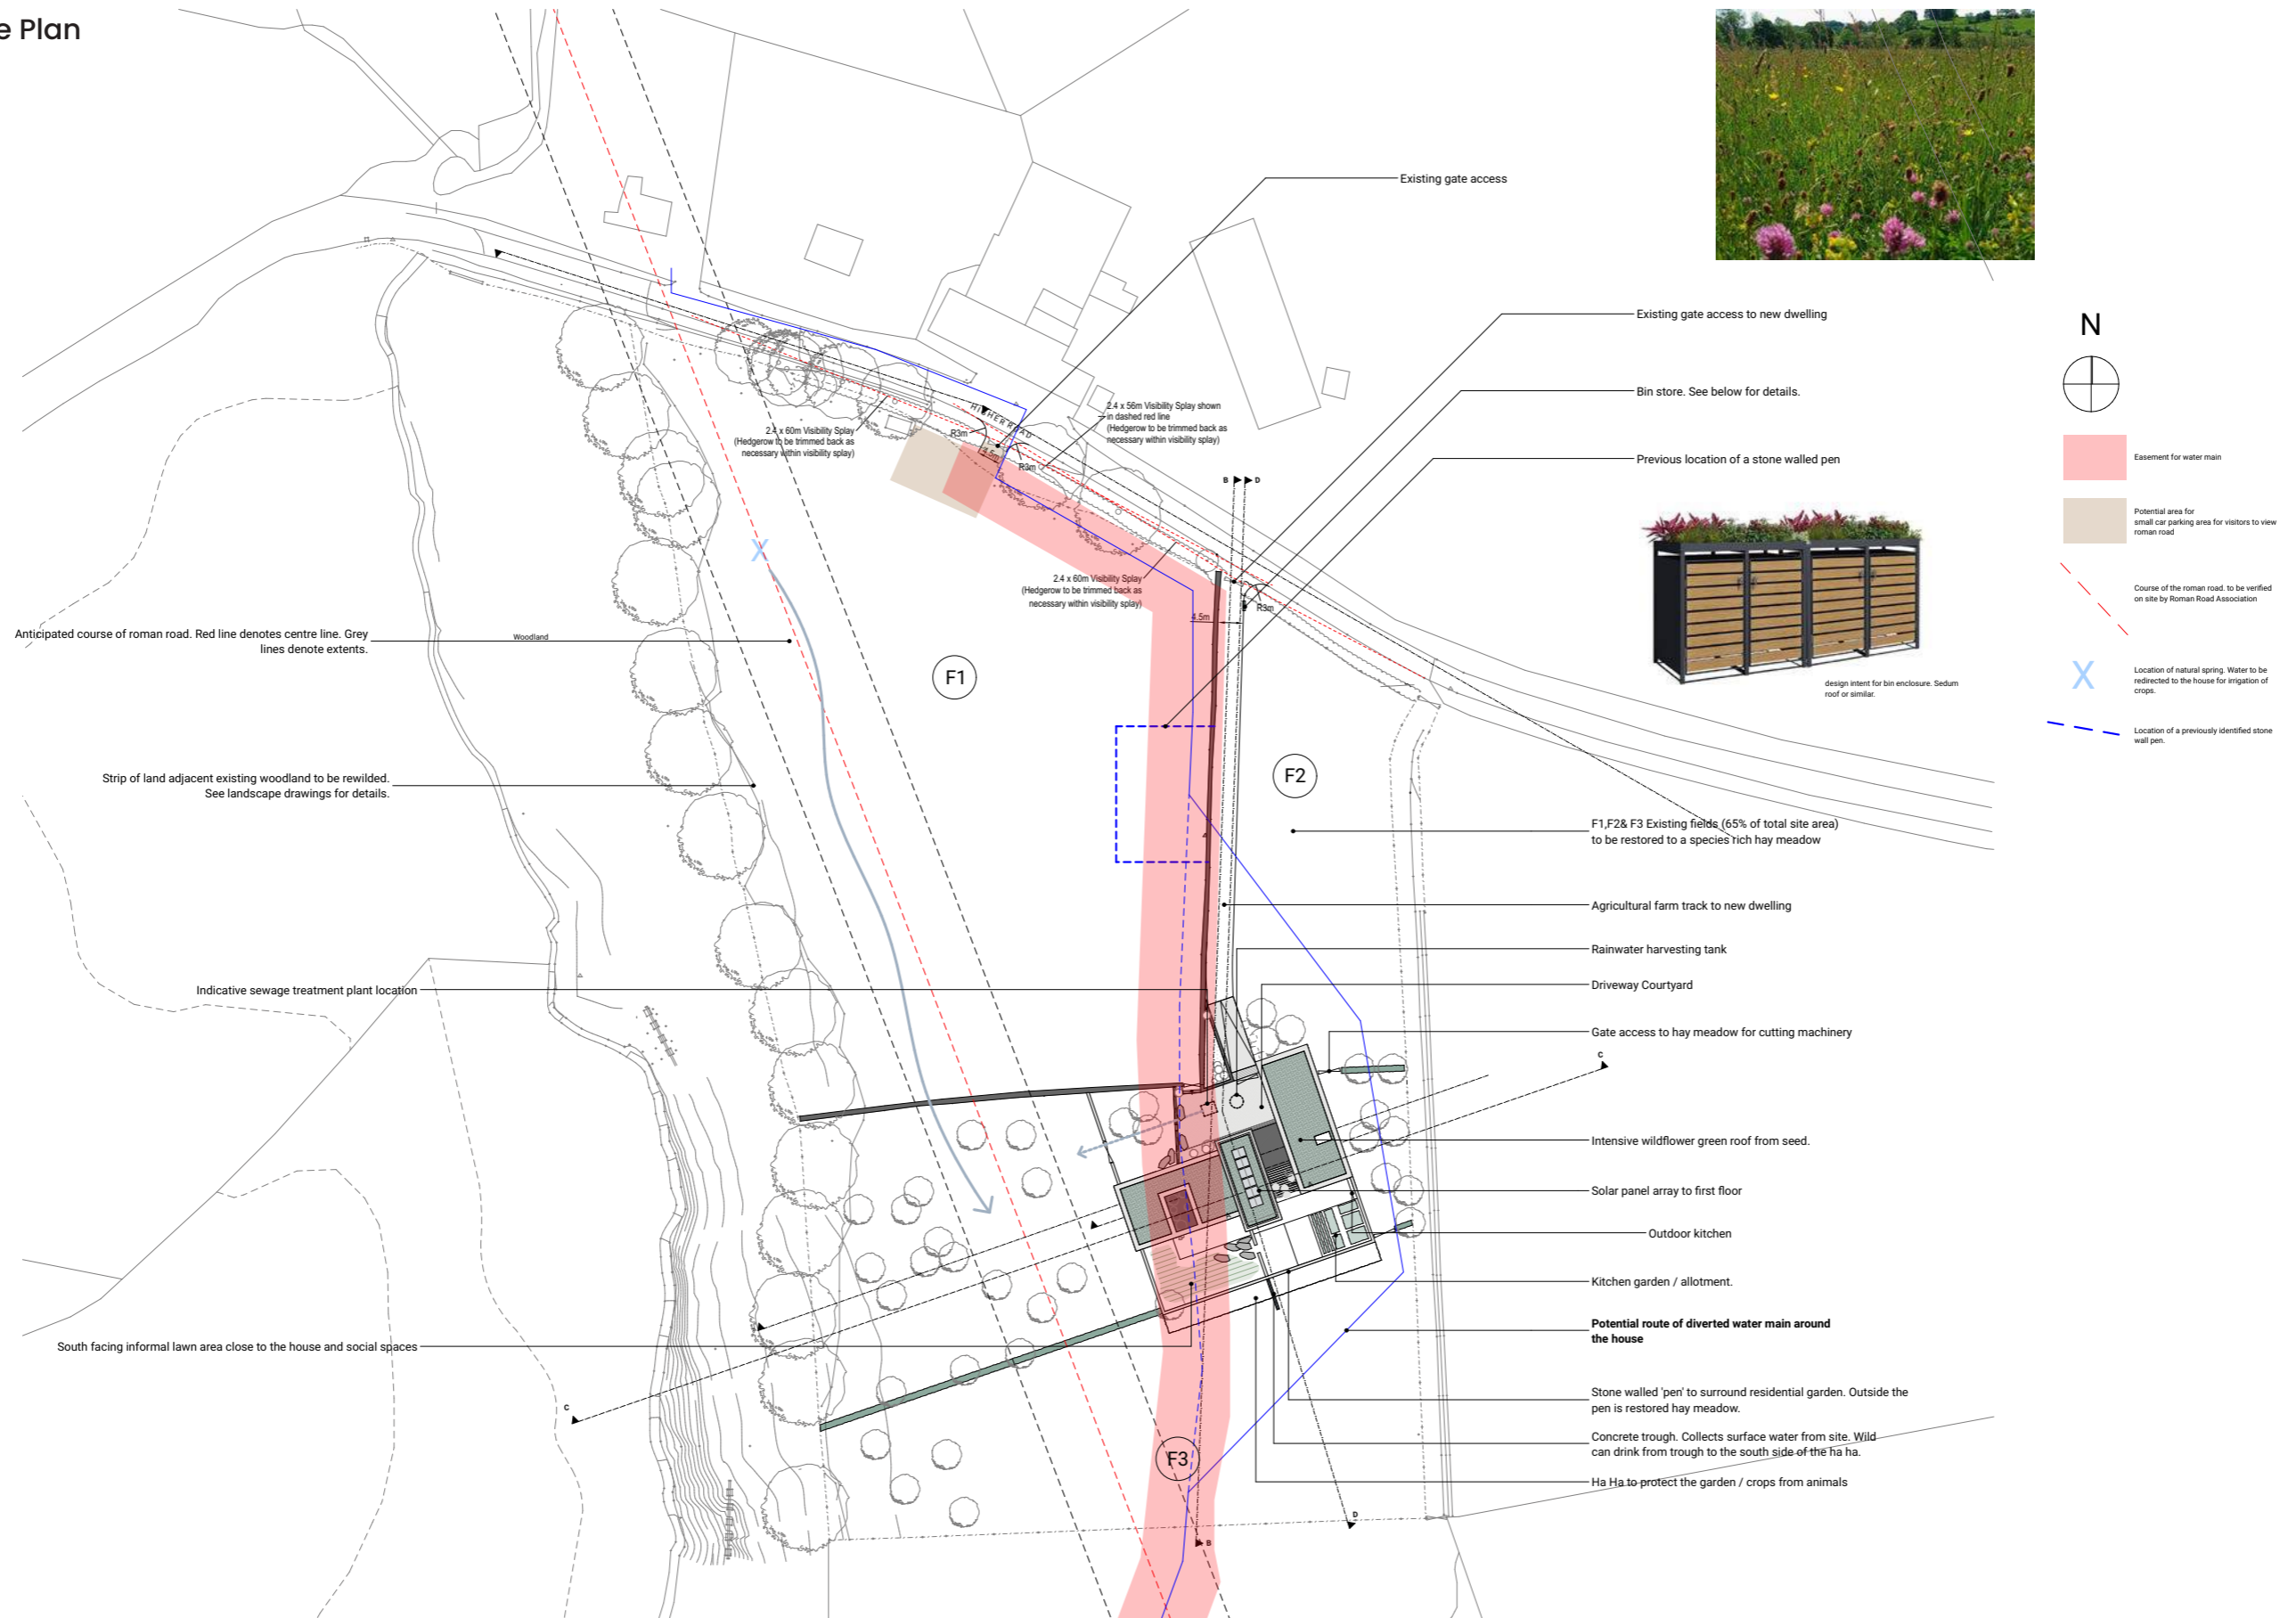 e Plan
Existing gate access
Existing gate access to new dwelling
Bin store. See below for details.
Previous location of a stone walled pen
N
Easement for water main
Potential area for
small car parking area for visitors to view
roman road
Course of the roman road. to be verified
on site by Roman Road Association
X
Location of natural spring. Water to be
redirected to the house for irrigation of
crops.
Location of a previously identified stone
wall pen.
design intent for bin enclosure. Sedum
roof or similar.
HIGHER ROAD
2.4 x 56m Visibility Splay shown
in dashed red line
(Hedgerow to be trimmed back as
necessary within visibility splay)
2.4 x 60m Visibility Splay
(Hedgerow to be trimmed back as
necessary within visibility splay)
R3m
4.5m
R3m
B
D
X
2.4 x 60m Visibility Splay
(Hedgerow to be trimmed back as
necessary within visibility splay)
R3m
4.5m
Anticipated course of roman road. Red line denotes centre line. Grey
lines denote extents.
Woodland
F1
F2
Strip of land adjacent existing woodland to be rewilded.
See landscape drawings for details.
F1,F2& F3 Existing fields (65% of total site area)
to be restored to a species rich hay meadow
Agricultural farm track to new dwelling
Rainwater harvesting tank
Indicative sewage treatment plant location
Driveway Courtyard
Gate access to hay meadow for cutting machinery
C
Intensive wildflower green roof from seed.
Solar panel array to first floor
Outdoor kitchen
Kitchen garden / allotment.
Potential route of diverted water main around
the house
South facing informal lawn area close to the house and social spaces
Stone walled 'pen' to surround residential garden. Outside the
pen is restored hay meadow.
C
Concrete trough. Collects surface water from site. Wild
can drink from trough to the south side of the ha ha.
F3
Ha Ha to protect the garden / crops from animals
D
B